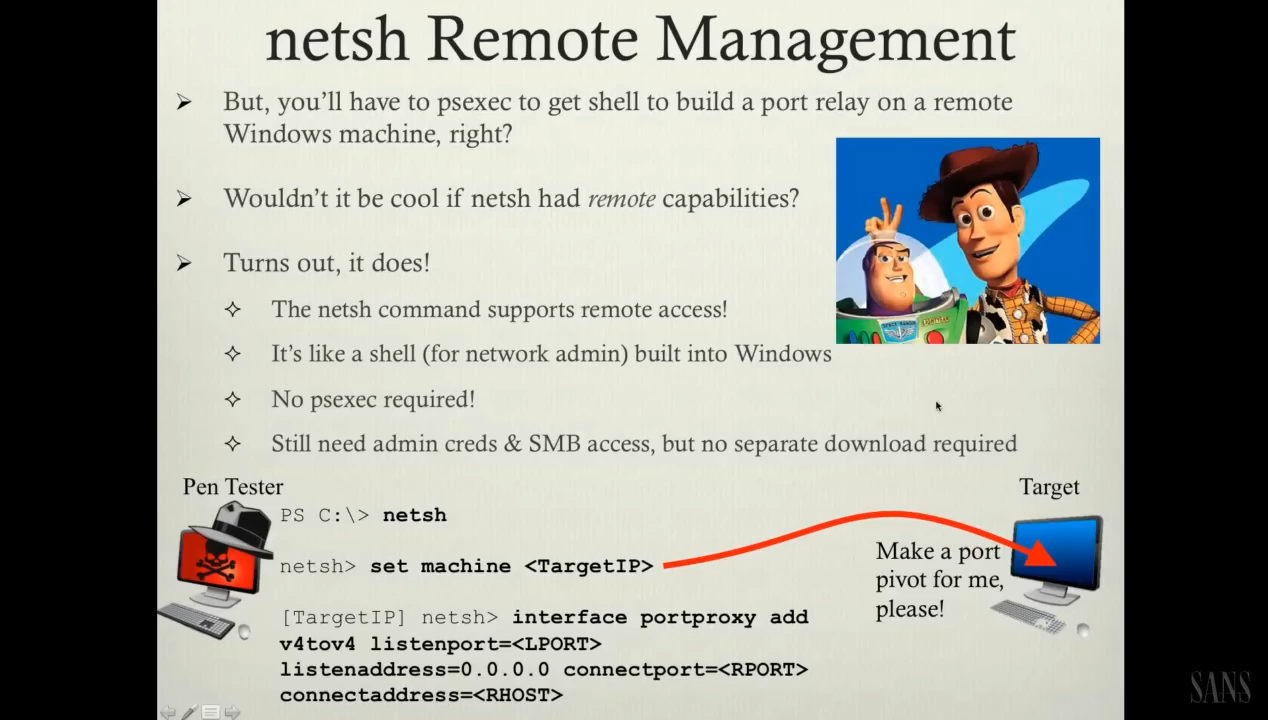 netsh Remote Management
But, you'll have to psexec to get shell to build a port relay on a remote
Windows machine, right?
Wouldn't it be cool if netsh had remote capabilities?
Turns out, it does!
The netsh command supports remote access!
It's like a shell (for network admin) built into Windows
No psexec required!
Still need admin creds & SMB access, but no separate download required
Pen Tester
Target
PS C:\> netsh
netsh> set machine <TargetIP>
Make a port
pivot for me,
please!
[TargetIP] netsh> interface portproxy add
v4tov4 listenport=<LPORT>
listenaddress=0.0.0.0 connectport=<RPORT>
connectaddress=<RHOST>
SANS